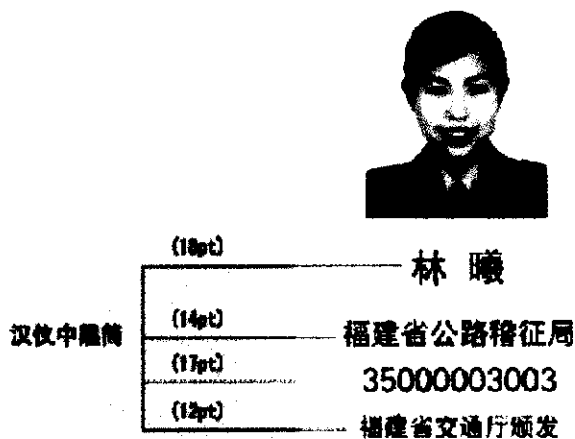 (18pt)
林 曦
(14pt)
汉仪中黑简
福建省公路稽征局
(17pt)
35000003003
(12pt)
福建省交通厅颁发